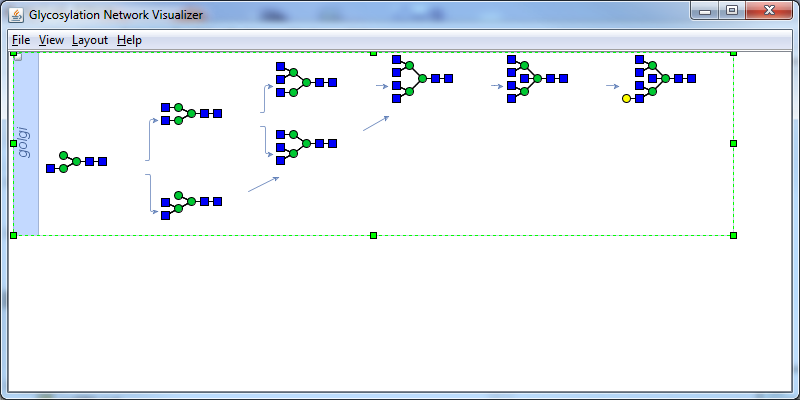 Glycosylation Network Visualizer
File View Layout Help
golgi